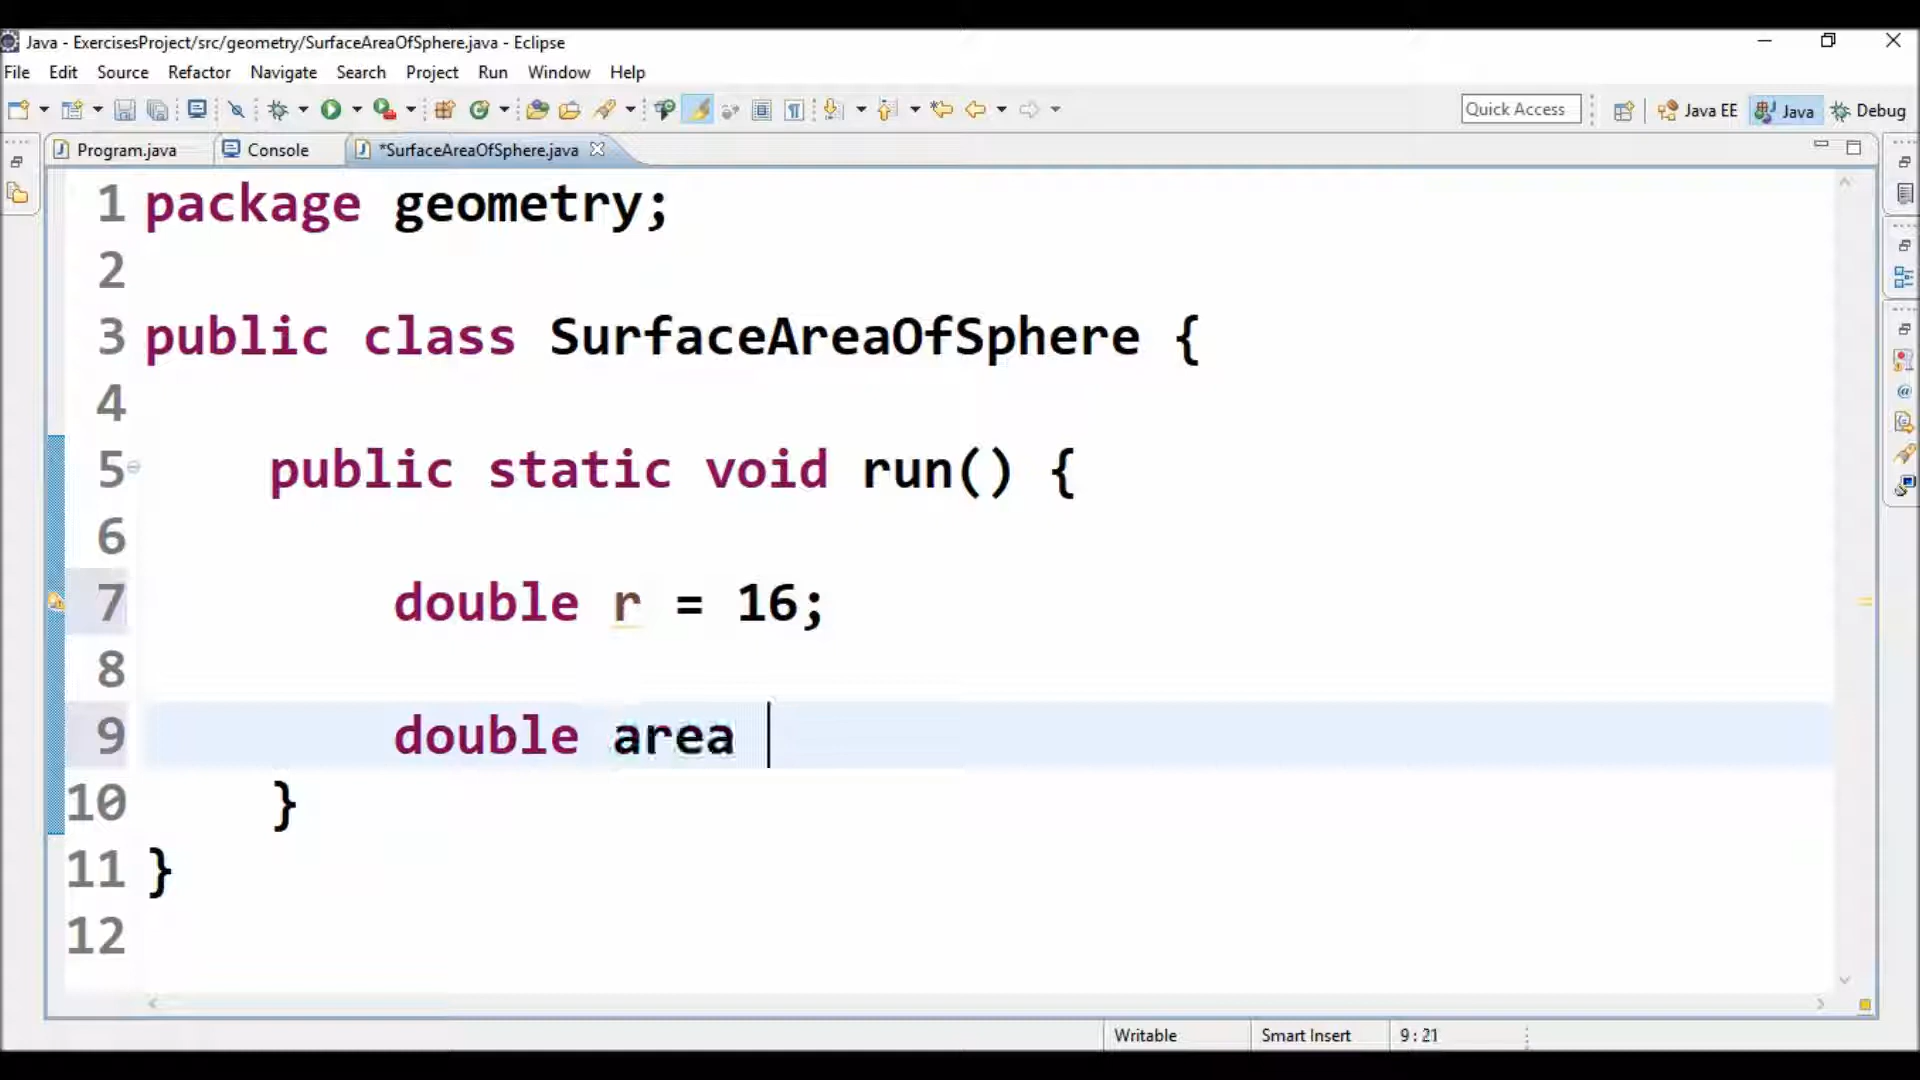 Java - ExercisesProject/src/geometry/SurfaceAreaOfSphere.java - Eclipse
File Edit Source Refactor Navigate Search Project Run Window Help
Quick Access Java EE Java Debug
Program.java Console *SurfaceAreaOfSphere.java
1 package geometry;
2
3 public class SurfaceAreaOfSphere {
4
5 public static void run() {
6
7 double r = 16;
8
9 double area
10 }
11 }
12
Writable Smart Insert 9 : 21